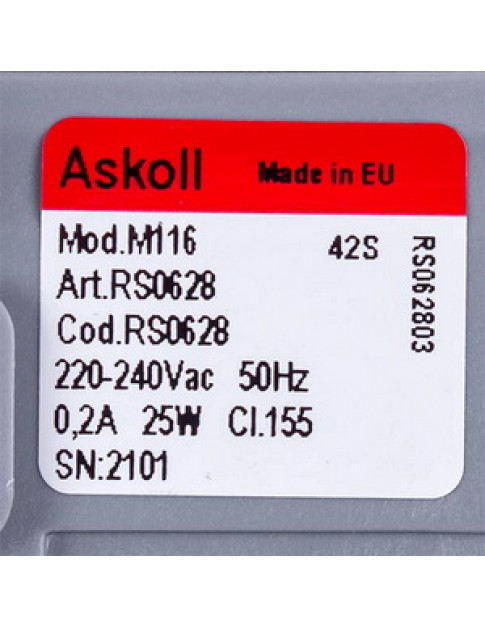 Askoll Made in EU
Mod.M116 42S
Art.RS0628
Cod.RS0628
220-240Vac 50Hz
0,2A 25W Cl.155
SN:2101
RS062803